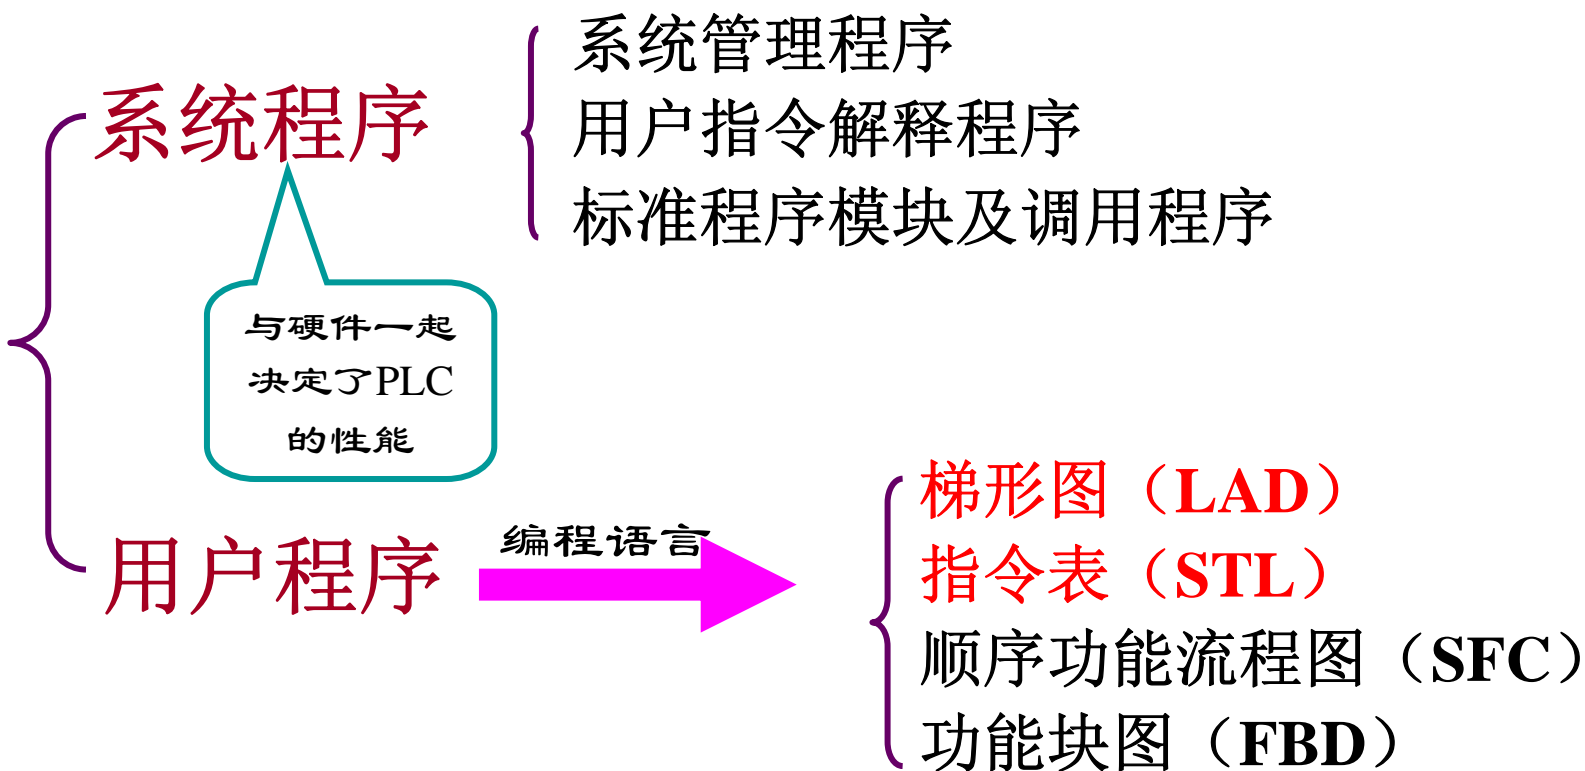 系统程序
系统管理程序
用户指令解释程序
标准程序模块及调用程序
与硬件一起
决定了PLC
的性能
用户程序
编程语言
梯形图（LAD）
指令表（STL）
顺序功能流程图（SFC）
功能块图（FBD）